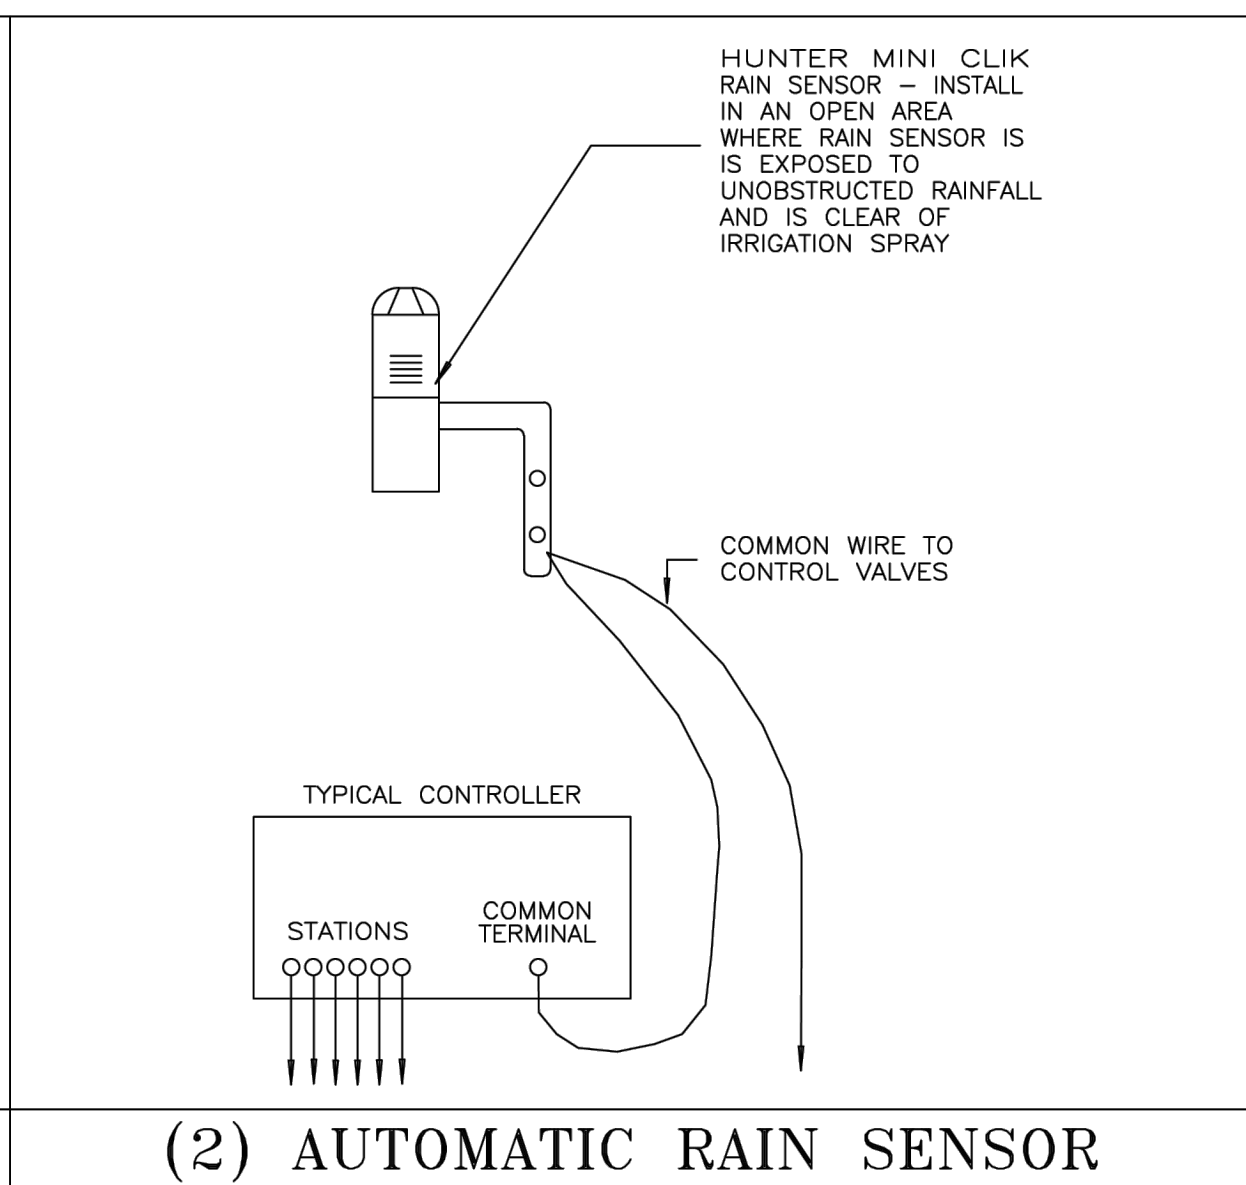 HUNTER MINI CLIK
RAIN SENSOR – INSTALL
IN AN OPEN AREA
WHERE RAIN SENSOR IS
IS EXPOSED TO
UNOBSTRUCTED RAINFALL
AND IS CLEAR OF
IRRIGATION SPRAY
COMMON WIRE TO
CONTROL VALVES
TYPICAL CONTROLLER
STATIONS
COMMON
TERMINAL
(2) AUTOMATIC RAIN SENSOR